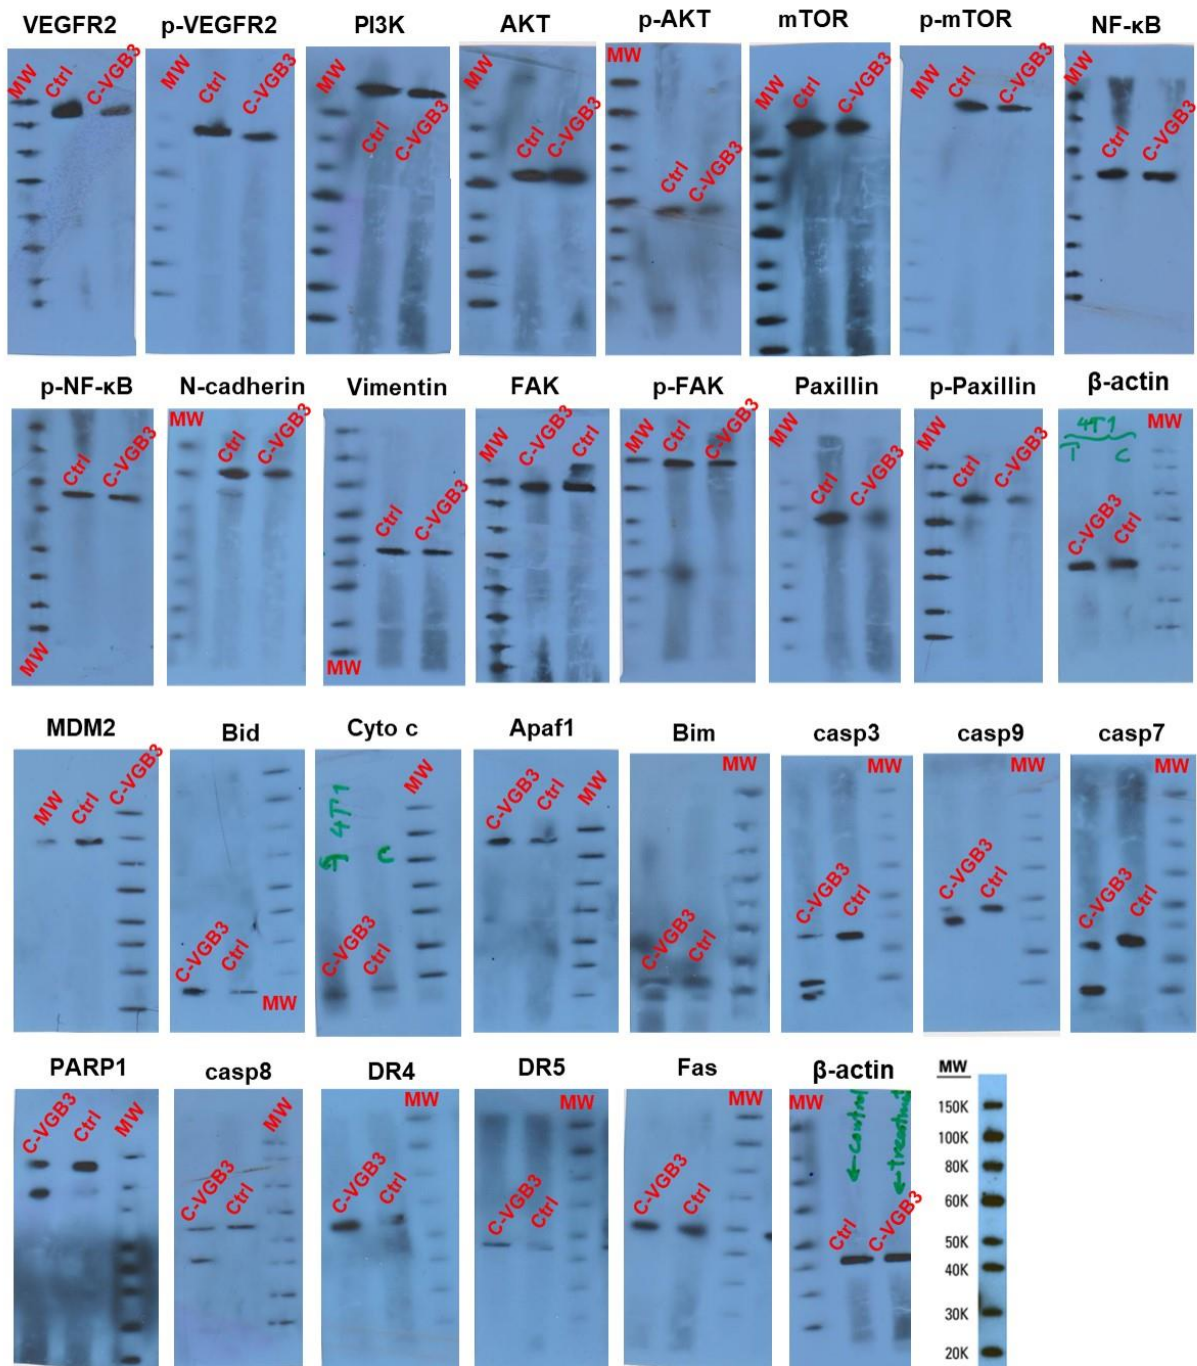 VEGFR2 p-VEGFR2 PI3K AKT p-AKT mTOR p-mTOR NF-κB
MW Ctrl C-VGB3 MW Ctrl C-VGB3 MW Ctrl C-VGB3 MW Ctrl C-VGB3 MW Ctrl C-VGB3 MW Ctrl C-VGB3 MW Ctrl C-VGB3 MW Ctrl C-VGB3
p-NF-κB N-cadherin Vimentin FAK p-FAK Paxillin p-Paxillin β-actin
MW Ctrl C-VGB3 MW Ctrl C-VGB3 MW Ctrl C-VGB3 MW C-VGB3 Ctrl MW Ctrl C-VGB3 MW Ctrl C-VGB3 MW Ctrl C-VGB3 4T1 T C C-VGB3 Ctrl MW
MDM2 Bid Cyto c Apaf1 Bim casp3 casp9 casp7
MW Ctrl C-VGB3 C-VGB3 Ctrl MW 4T1 T C C-VGB3 Ctrl MW C-VGB3 Ctrl MW C-VGB3 Ctrl MW C-VGB3 Ctrl MW C-VGB3 Ctrl MW C-VGB3 Ctrl MW
PARP1 casp8 DR4 DR5 Fas β-actin MW
C-VGB3 Ctrl MW C-VGB3 Ctrl MW C-VGB3 Ctrl MW C-VGB3 Ctrl MW C-VGB3 Ctrl MW MW ←control ←treatment Ctrl C-VGB3
150K
100K
80K
60K
50K
40K
30K
20K